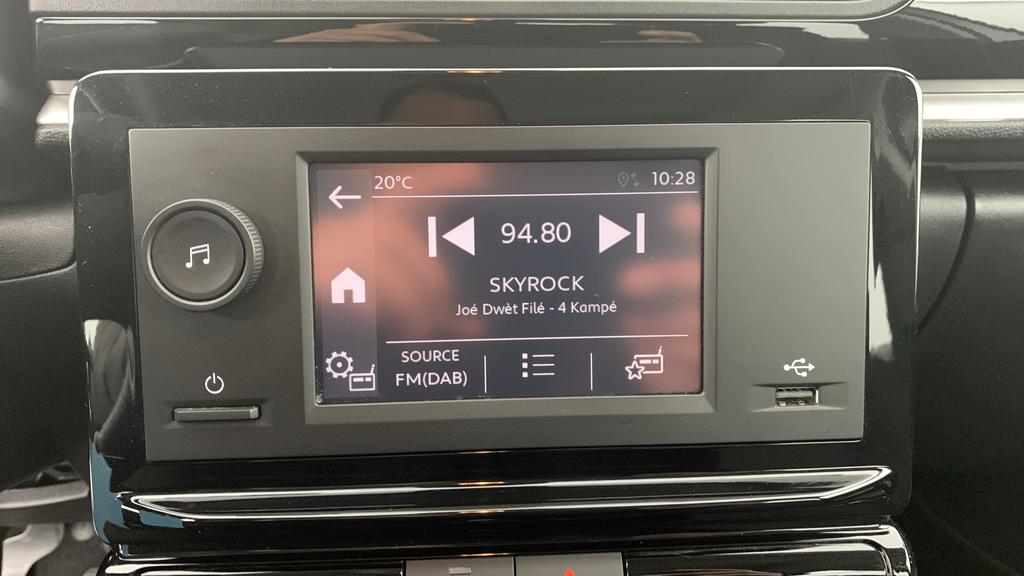 20°C 10:28
94.80
SKYROCK
Joé Dwèt Filé - 4 Kampé
SOURCE
FM(DAB)